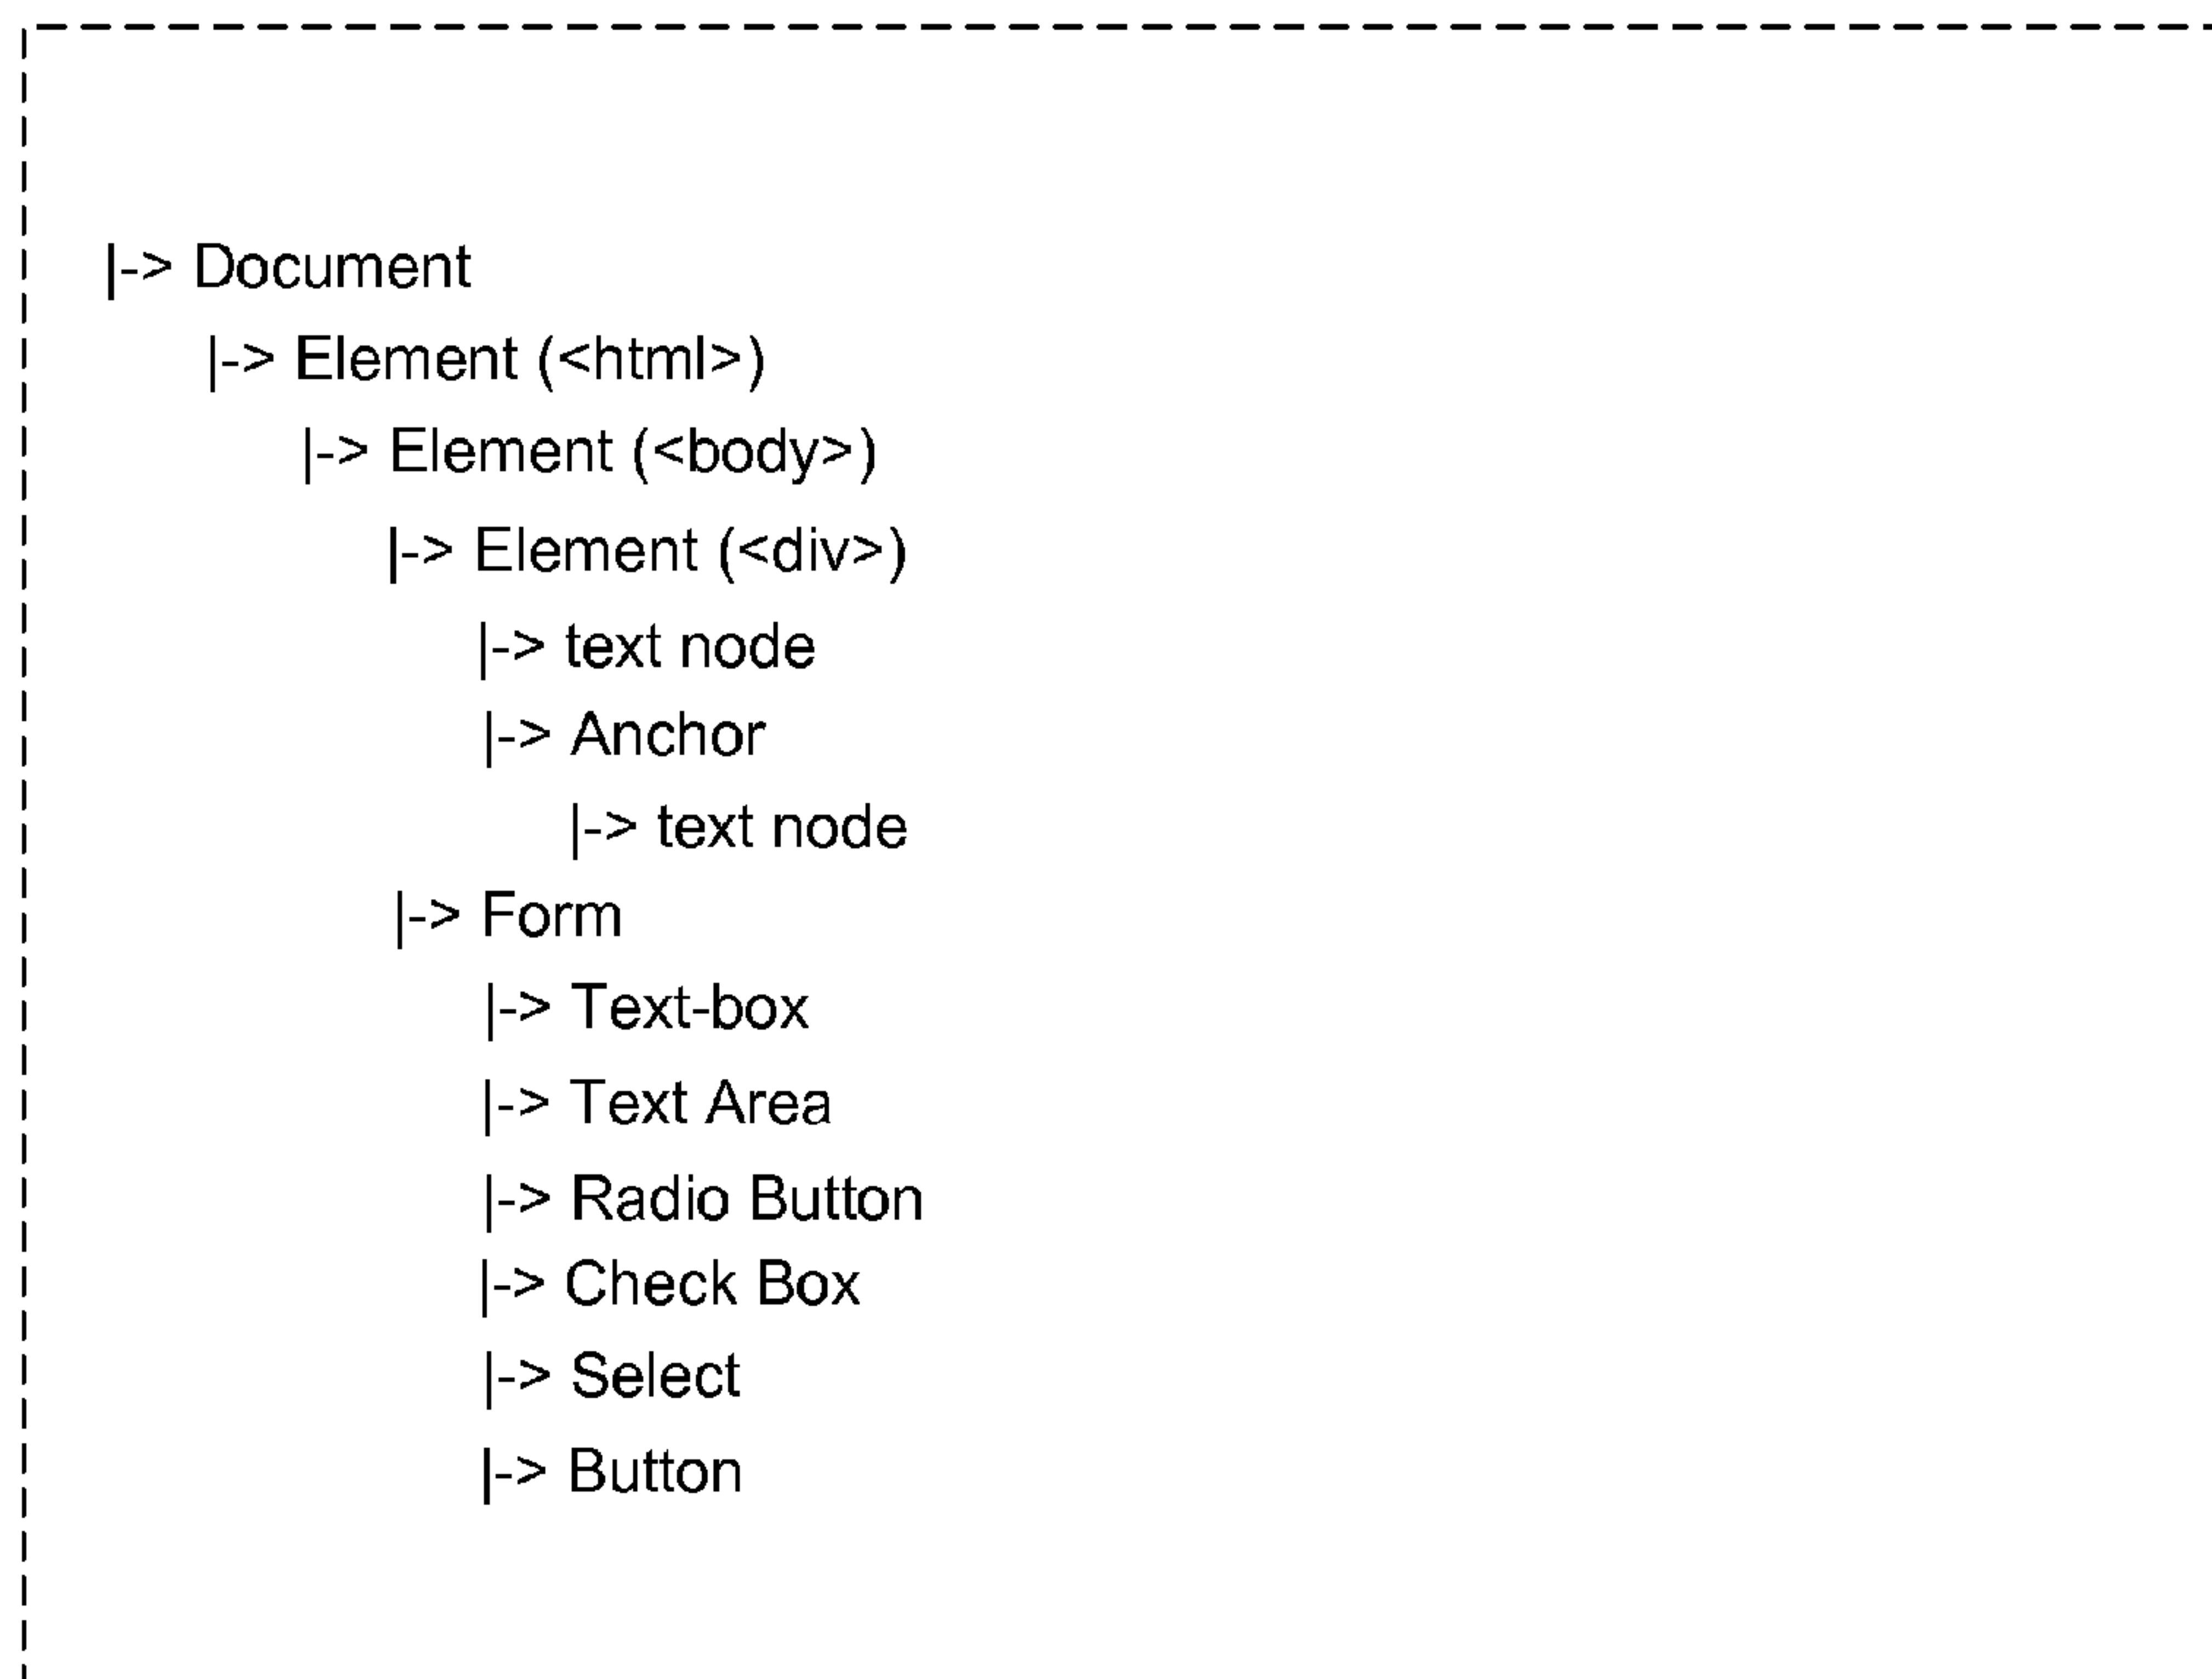 |-> Document
|-> Element (<html>)
|-> Element (<body>)
|-> Element (<div>)
|-> text node
|-> Anchor
|-> text node
|-> Form
|-> Text-box
|-> Text Area
|-> Radio Button
|-> Check Box
|-> Select
|-> Button